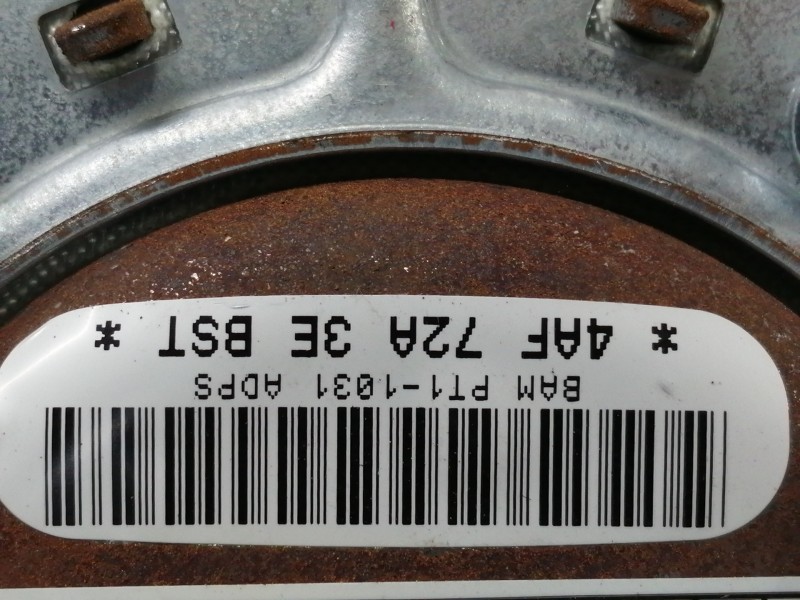 BAM PT1-1031 ADPS
* 4AF 72A 3E BST *